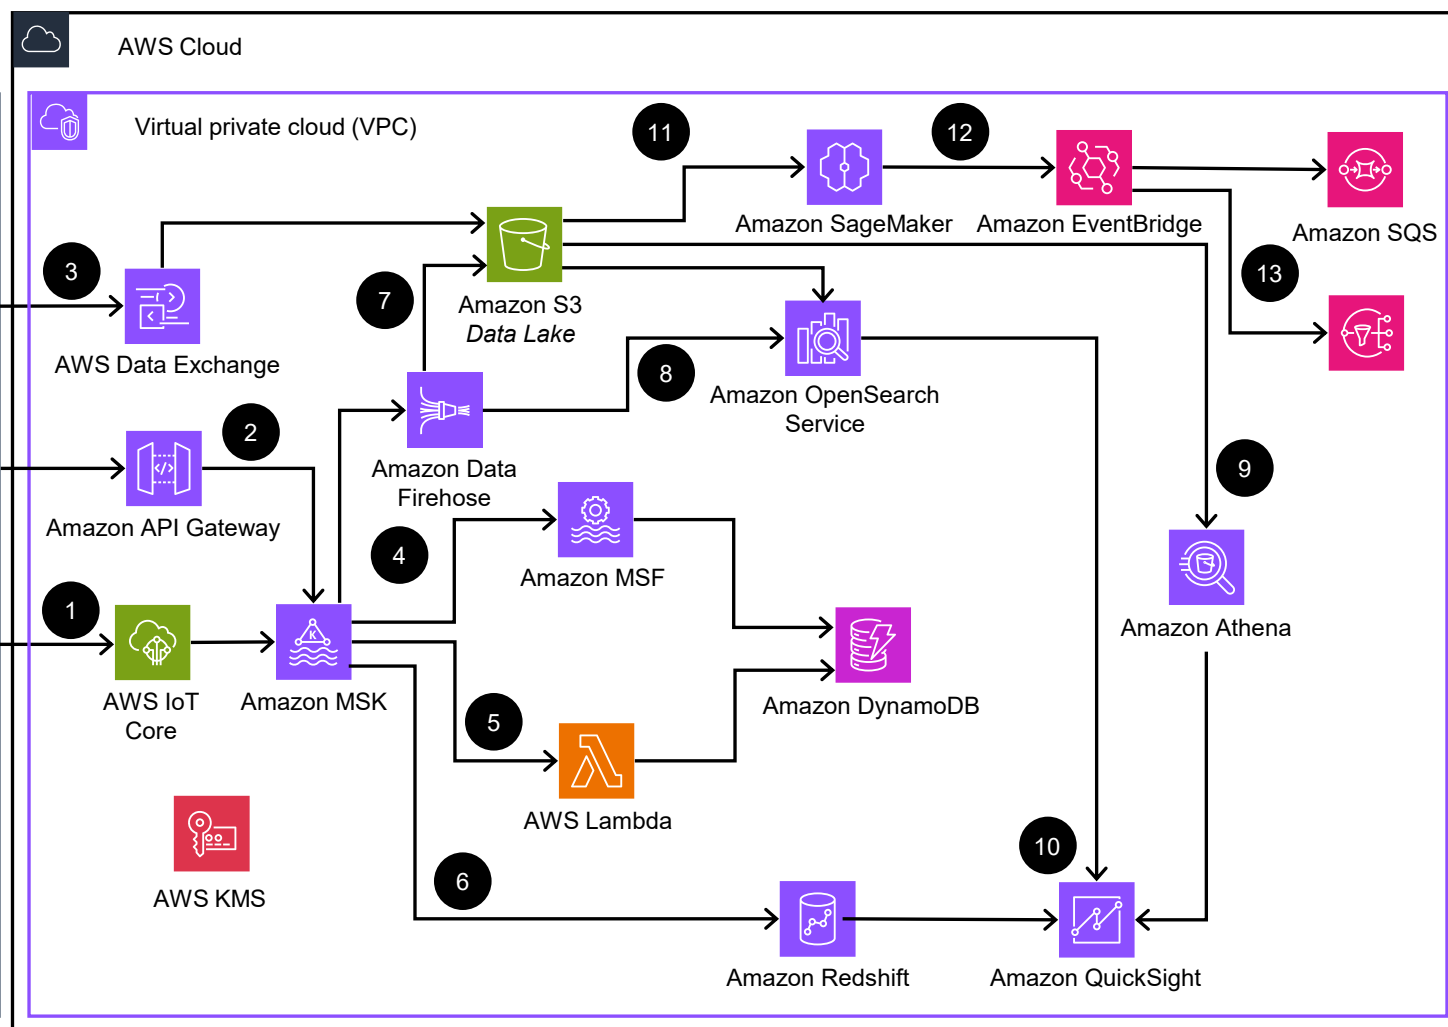 AWS Cloud
Virtual private cloud (VPC)
11
12
Amazon SageMaker
Amazon EventBridge
Amazon SQS
3
7
13
Amazon S3
Data Lake
AWS Data Exchange
8
Amazon OpenSearch
Service
2
Amazon Data
Firehose
9
Amazon API Gateway
4
Amazon MSF
1
Amazon Athena
K
AWS IoT
Core
Amazon MSK
Amazon DynamoDB
5
AWS Lambda
10
6
AWS KMS
Amazon Redshift
Amazon QuickSight